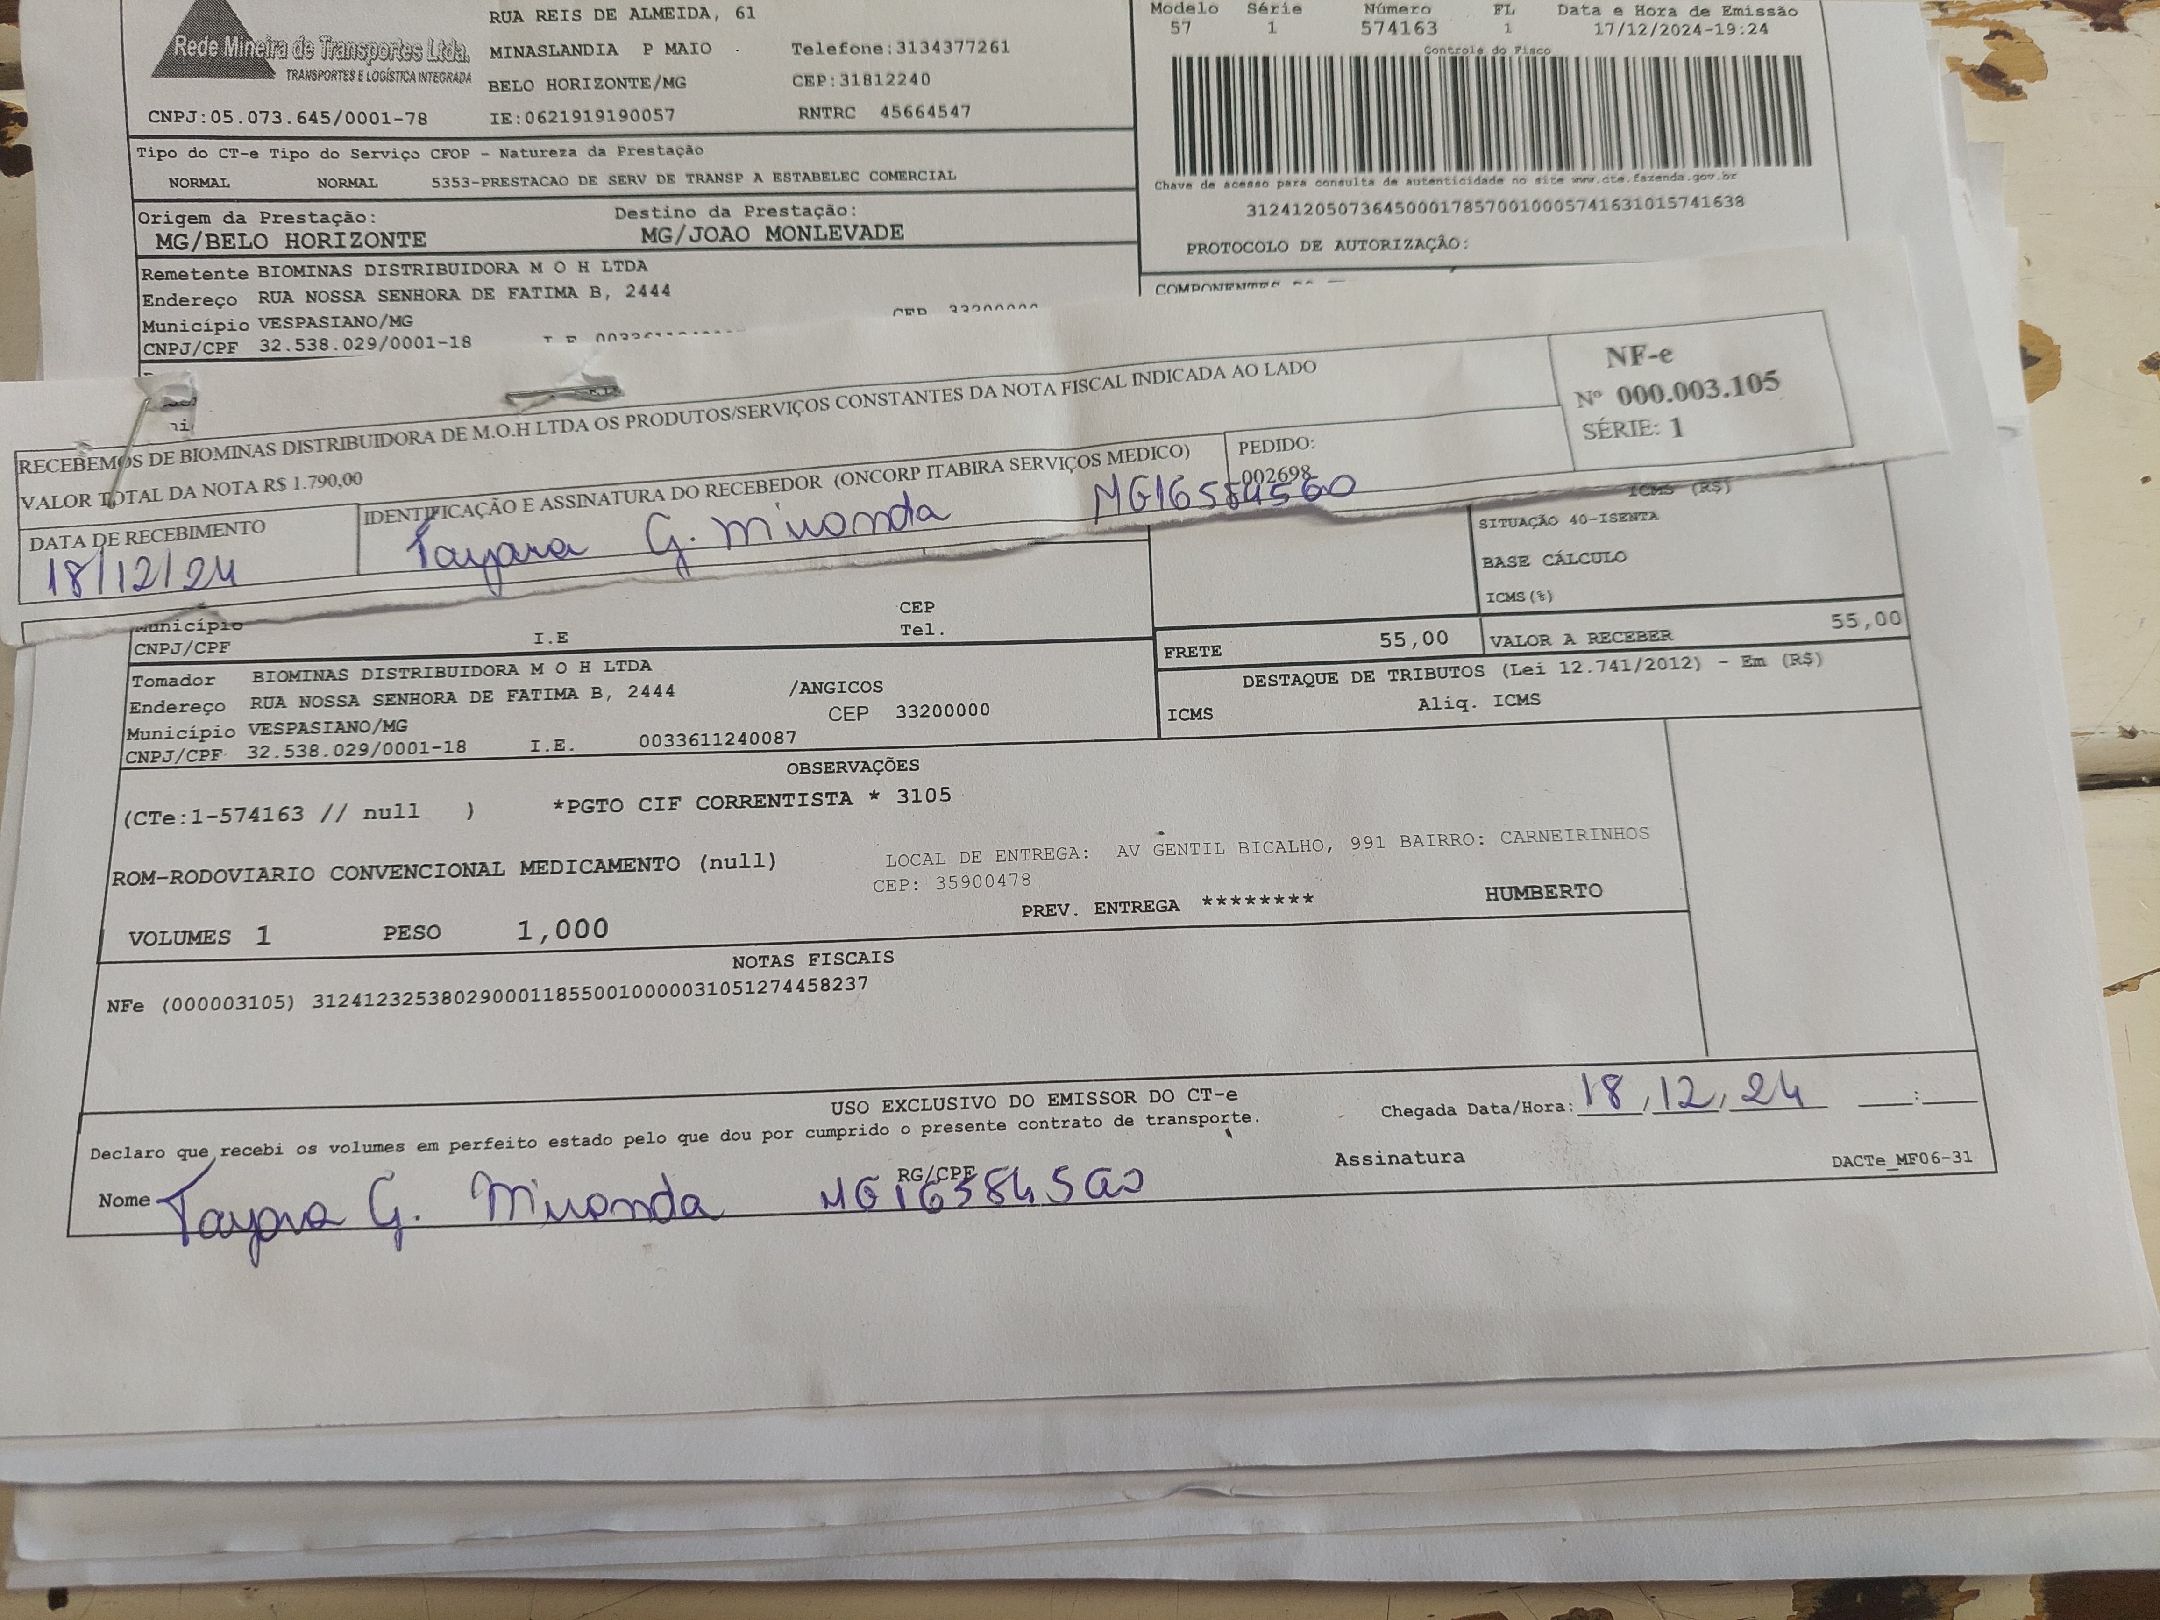 Rede Mineira de Transportes Ltda.
TRANSPORTES E LOGÍSTICA INTEGRADA
CNPJ:05.073.645/0001-78
RUA REIS DE ALMEIDA, 61
MINASLANDIA P MAIO Telefone:3134377261
BELO HORIZONTE/MG CEP:31812240
IE:0621919190057 RNTRC 45664547
Modelo Série Número FL Data e Hora de Emissão
57 1 574163 1 17/12/2024-19:24
Controle do Fisco
Chave de acesso para consulta de autenticidade no site www.cte.fazenda.gov.br
31241205073645000178570010005741631015741638
PROTOCOLO DE AUTORIZAÇÃO:
Tipo do CT-e Tipo do Serviço CFOP - Natureza da Prestação
NORMAL NORMAL 5353-PRESTACAO DE SERV DE TRANSP A ESTABELEC COMERCIAL
Origem da Prestação: Destino da Prestação:
MG/BELO HORIZONTE MG/JOAO MONLEVADE
Remetente BIOMINAS DISTRIBUIDORA M O H LTDA
Endereço RUA NOSSA SENHORA DE FATIMA B, 2444
Município VESPASIANO/MG CEP 33200000
CNPJ/CPF 32.538.029/0001-18 I.E
COMPONENTES
RECEBEMOS DE BIOMINAS DISTRIBUIDORA DE M.O.H LTDA OS PRODUTOS/SERVIÇOS CONSTANTES DA NOTA FISCAL INDICADA AO LADO
VALOR TOTAL DA NOTA R$ 1.790,00
NF-e
Nº 000.003.105
SÉRIE: 1
DATA DE RECEBIMENTO
18/12/24
IDENTIFICAÇÃO E ASSINATURA DO RECEBEDOR (ONCORP ITABIRA SERVIÇOS MEDICO)
Tayara G. Miranda MG16584560
PEDIDO:
002698
ICMS (R$)
SITUAÇÃO 40-ISENTA
BASE CÁLCULO
ICMS(%)
Município CEP
CNPJ/CPF I.E Tel.
FRETE 55,00 VALOR A RECEBER 55,00
DESTAQUE DE TRIBUTOS (Lei 12.741/2012) - Em (R$)
ICMS Aliq. ICMS
Tomador BIOMINAS DISTRIBUIDORA M O H LTDA
Endereço RUA NOSSA SENHORA DE FATIMA B, 2444 /ANGICOS
Município VESPASIANO/MG CEP 33200000
CNPJ/CPF 32.538.029/0001-18 I.E. 0033611240087
OBSERVAÇÕES
(CTe:1-574163 // null ) *PGTO CIF CORRENTISTA * 3105
ROM-RODOVIARIO CONVENCIONAL MEDICAMENTO (null)
LOCAL DE ENTREGA: AV GENTIL BICALHO, 991 BAIRRO: CARNEIRINHOS
CEP: 35900478
VOLUMES 1 PESO 1,000 PREV. ENTREGA ******** HUMBERTO
NOTAS FISCAIS
NFe (000003105) 31241232538029000118550010000031051274458237
USO EXCLUSIVO DO EMISSOR DO CT-e
Declaro que recebi os volumes em perfeito estado pelo que dou por cumprido o presente contrato de transporte.
Chegada Data/Hora: 18,12,24 :
Nome Tayara G. Miranda RG/CPF MG16584560 Assinatura
DACTe_MF06-31